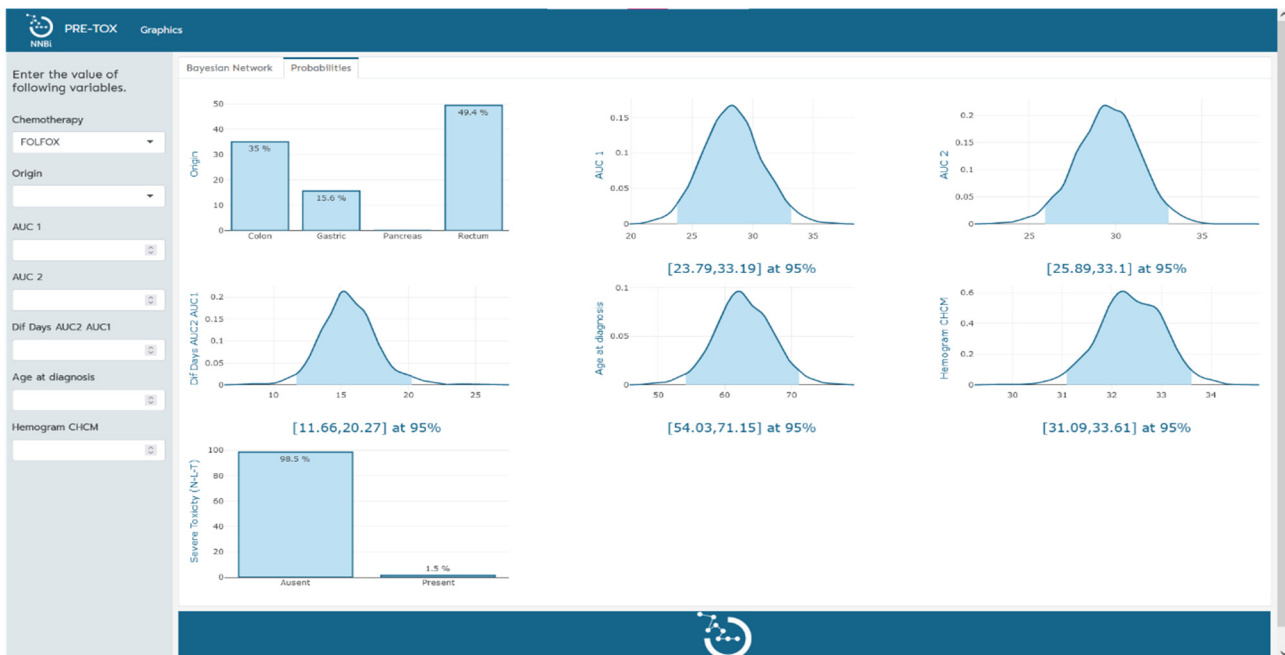 NNBi
PRE-TOX
Graphics
Enter the value of
following variables.
Chemotherapy
FOLFOX
Origin
AUC 1
AUC 2
Dif Days AUC2 AUC1
Age at diagnosis
Hemogram CHCM
Bayesian Network
Probabilities
Origin
50
40
30
20
10
0
35 %
15.6 %
49.4 %
Colon
Gastric
Pancreas
Rectum
AUC 1
0.15
0.1
0.05
0
20
25
30
35
[23.79,33.19] at 95%
AUC 2
0.2
0.15
0.1
0.05
0
25
30
35
[25.89,33.1] at 95%
Dif Days AUC2 AUC1
0.2
0.15
0.1
0.05
0
10
15
20
25
[11.66,20.27] at 95%
Age at diagnosis
0.1
0.05
0
50
60
70
[54.03,71.15] at 95%
Hemogram CHCM
0.6
0.4
0.2
0
30
31
32
33
34
[31.09,33.61] at 95%
Severe Toxicity (N-L-T)
100
80
60
40
20
0
98.5 %
1.5 %
Ausent
Present